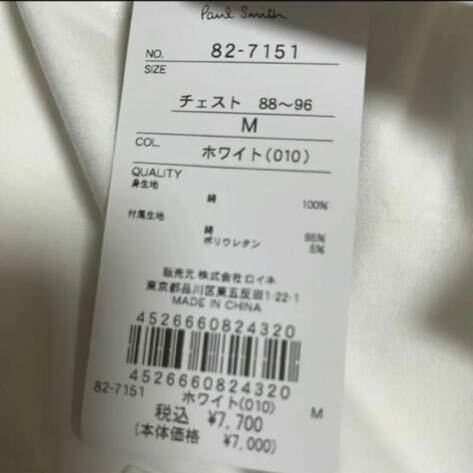 Paul Smith
NO. 82-7151
SIZE
チェスト 88～96
M
COL. ホワイト(010)
QUALITY
身生地
綿 100%
付属生地
綿 95%
ポリウレタン 5%
販売元 株式会社ロイネ
東京都品川区東五反田1-22-1
MADE IN CHINA
4526660824320
4526660824320
82-7151 ホワイト(010) M
税込 ¥7,700
(本体価格 ¥7,000)